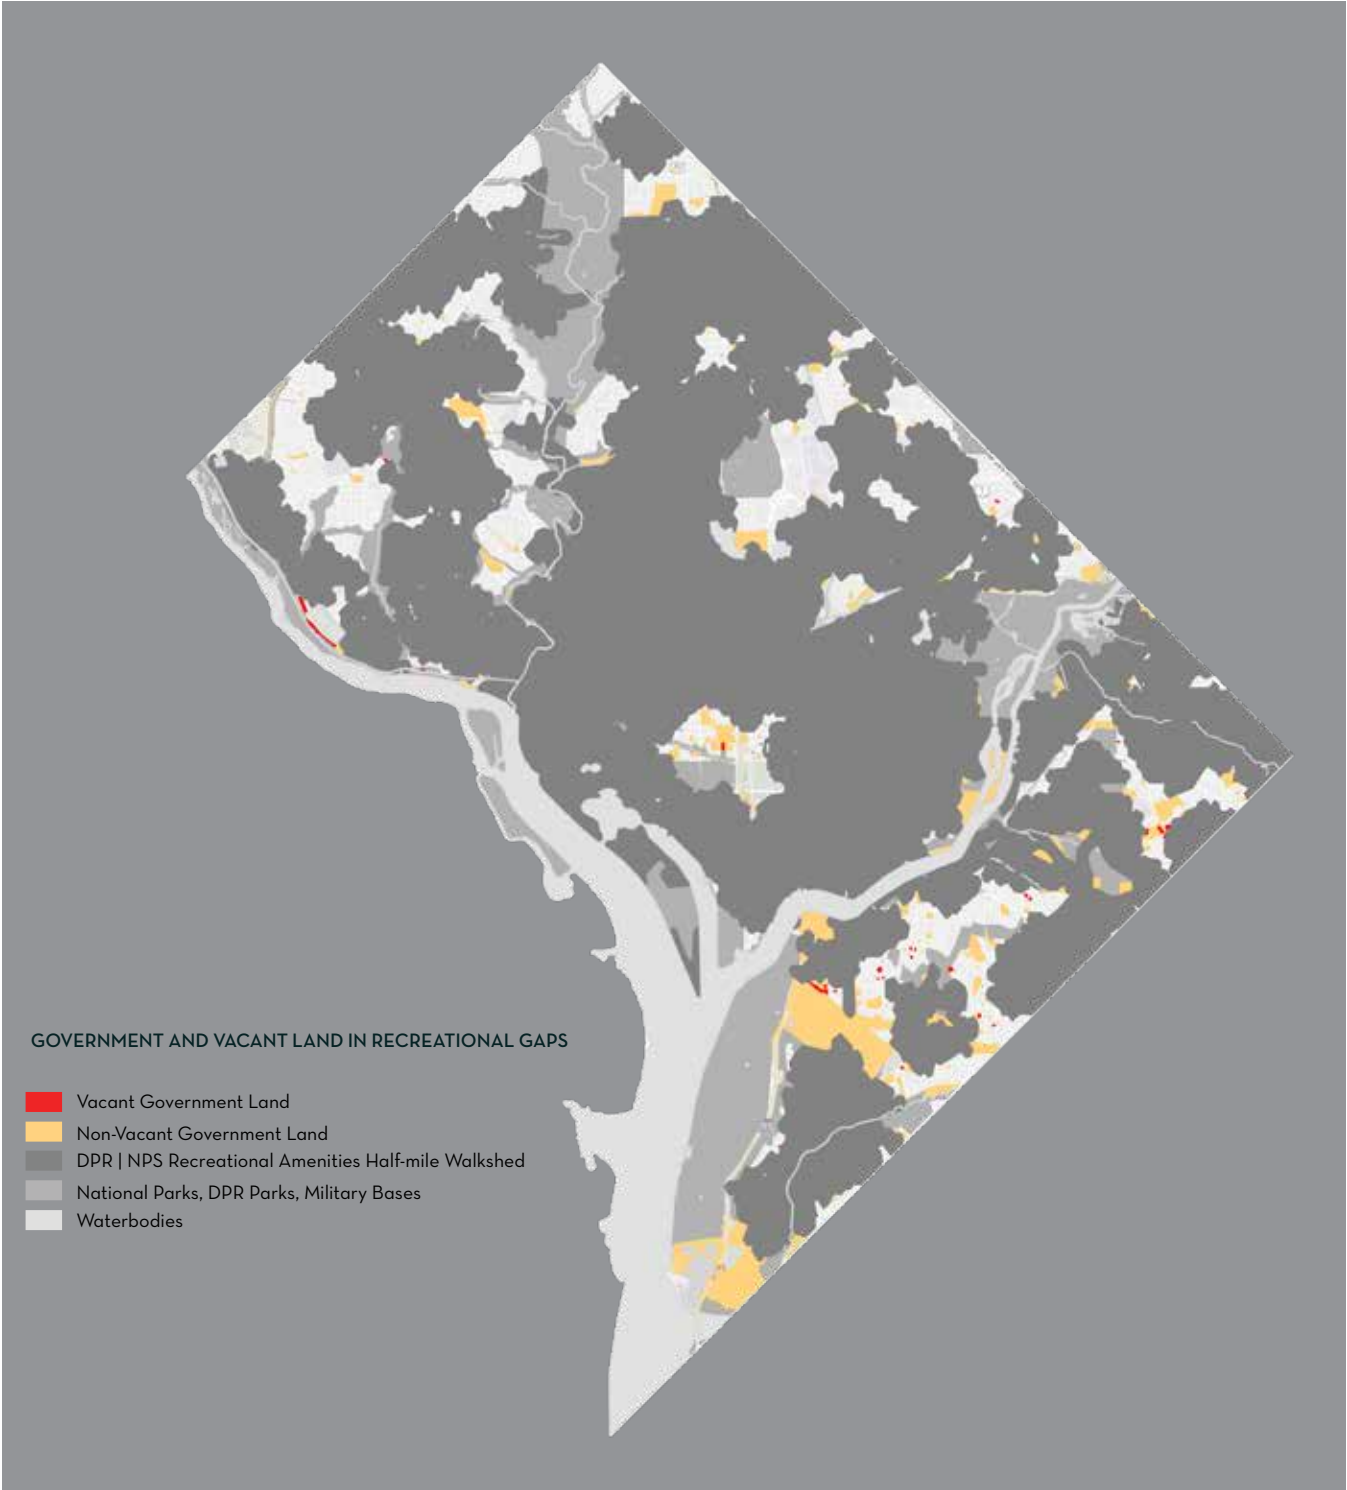 GOVERNMENT AND VACANT LAND IN RECREATIONAL GAPS
Vacant Government Land
Non-Vacant Government Land
DPR | NPS Recreational Amenities Half-mile Walkshed
National Parks, DPR Parks, Military Bases
Waterbodies